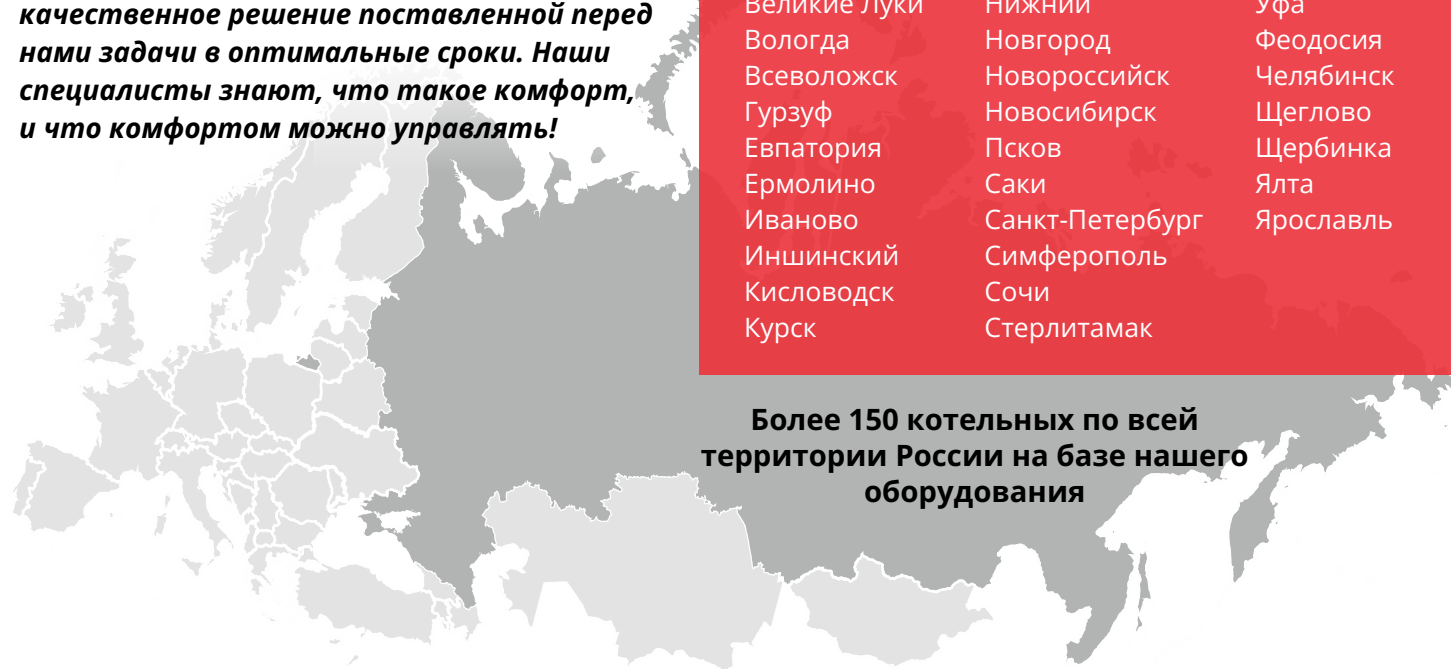 качественное решение поставленной перед
нами задачи в оптимальные сроки. Наши
специалисты знают, что такое комфорт,
и что комфортом можно управлять!
Великие Луки
Вологда
Всеволожск
Гурзуф
Евпатория
Ермолино
Иваново
Иншинский
Кисловодск
Курск
Нижний
Новгород
Новороссийск
Новосибирск
Псков
Саки
Санкт-Петербург
Симферополь
Сочи
Стерлитамак
Уфа
Феодосия
Челябинск
Щеглово
Щербинка
Ялта
Ярославль
Более 150 котельных по всей
территории России на базе нашего
оборудования